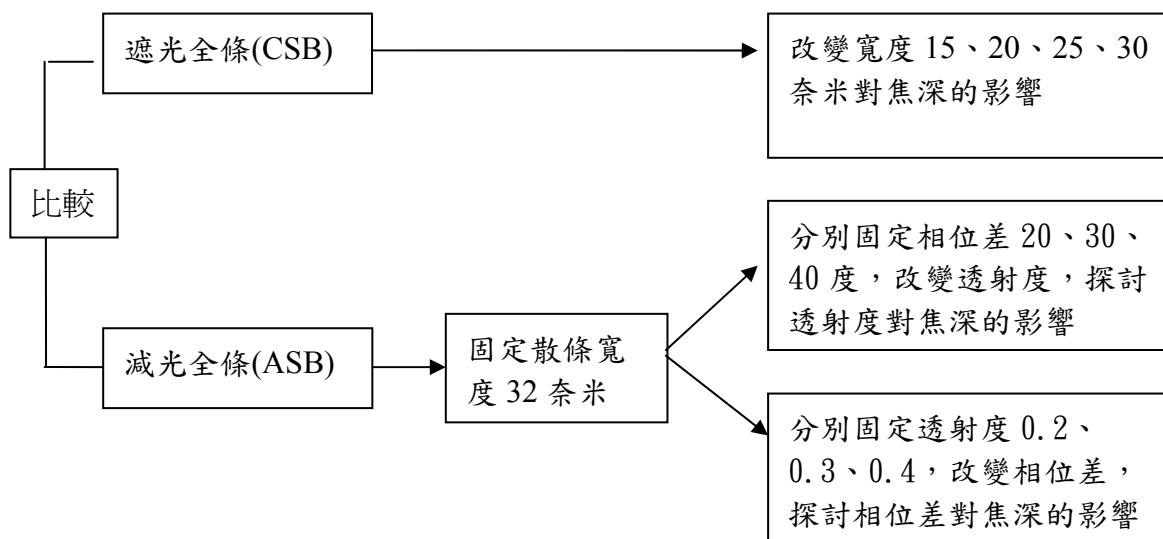 遮光全條(CSB)
改變寬度 15、20、25、30
奈米對焦深的影響
比較
分別固定相位差 20、30、
40 度，改變透射度，探討
透射度對焦深的影響
減光全條(ASB)
固定散條寬
度 32 奈米
分別固定透射度 0.2、
0.3、0.4，改變相位差，
探討相位差對焦深的影響